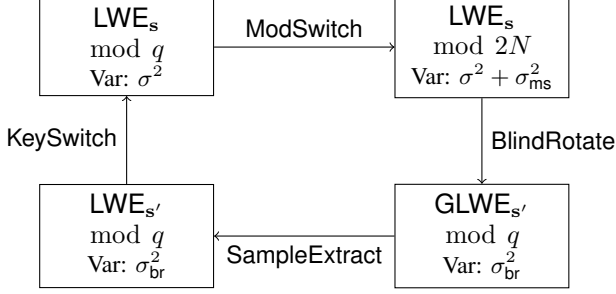 LWE_𝐬
mod q
Var: σ²
ModSwitch
LWE_𝐬
mod 2N
Var: σ² + σ²_ms
KeySwitch
BlindRotate
LWE_𝐬′
mod q
Var: σ²_br
SampleExtract
GLWE_𝐬′
mod q
Var: σ²_br